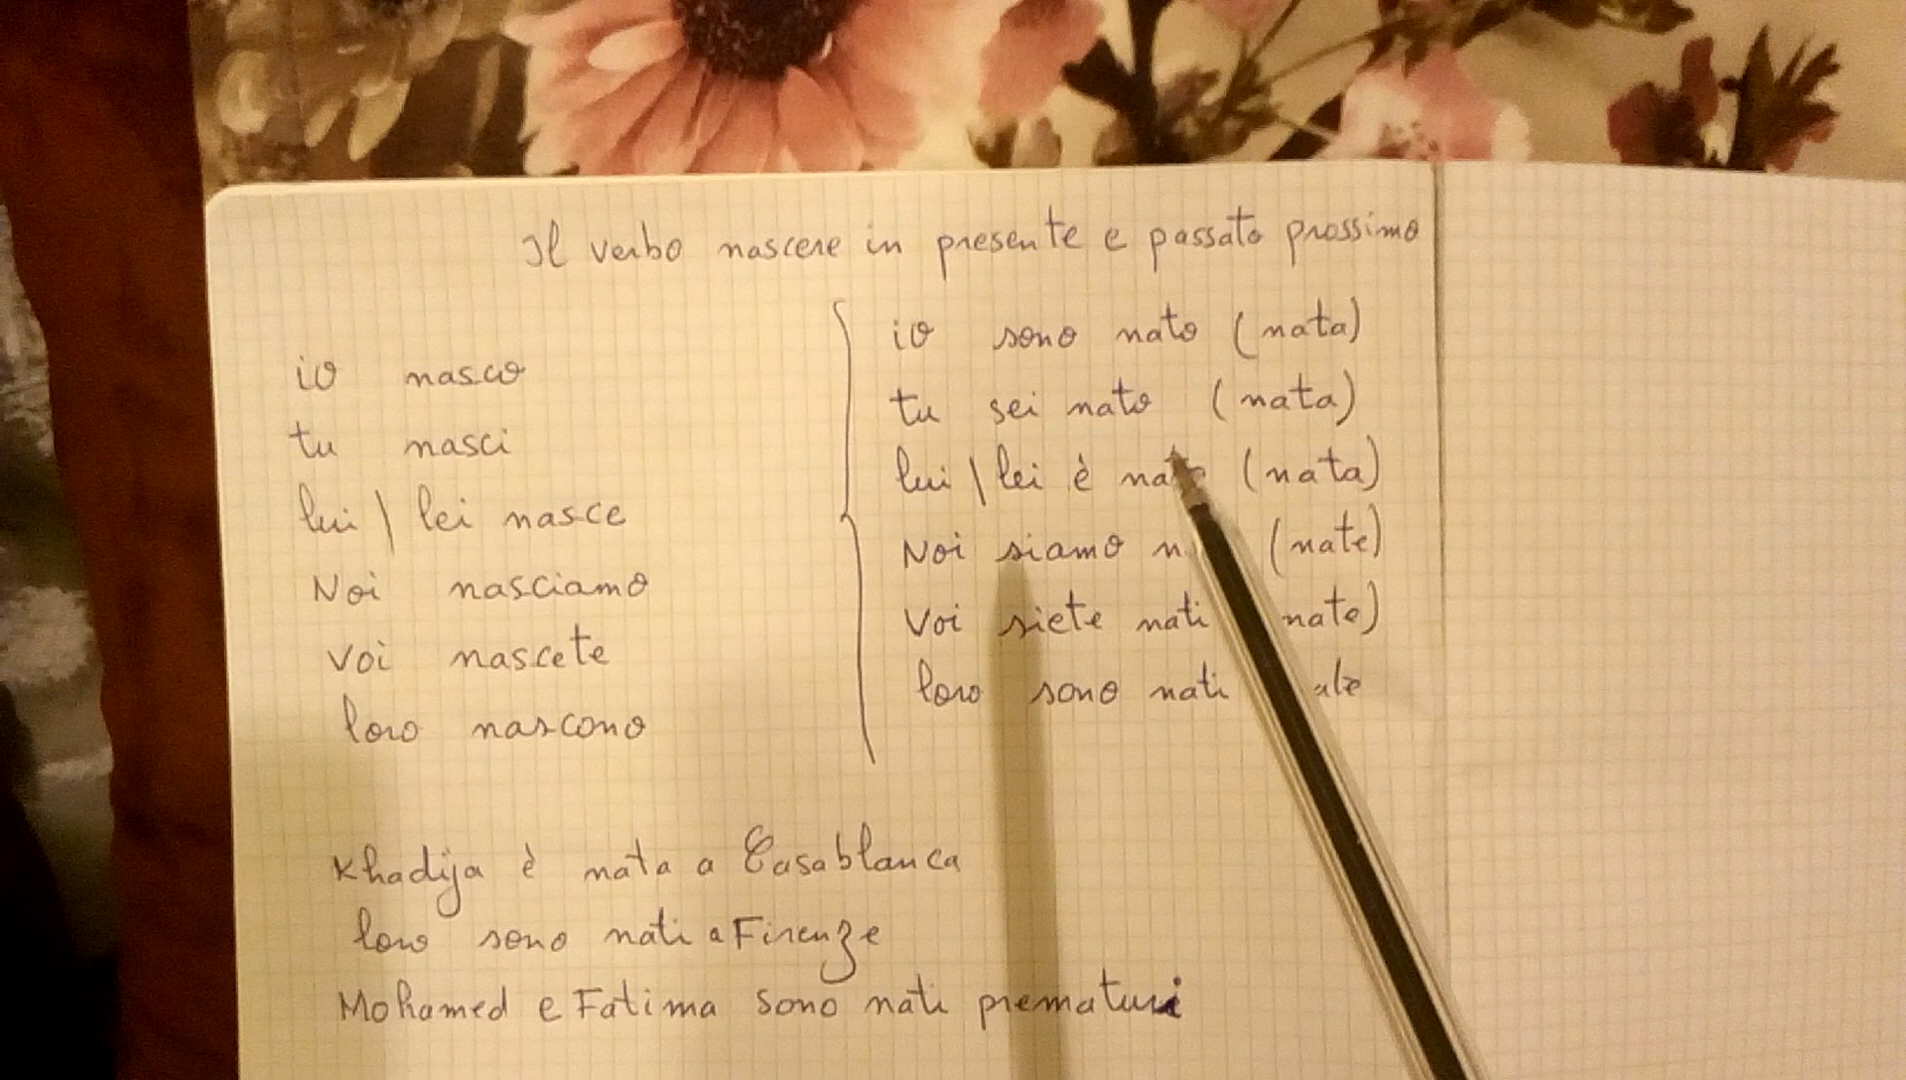 Il verbo nascere in presente e passato prossimo
io nasco
tu nasci
lui | lei nasce
Noi nasciamo
Voi nascete
loro nascono
io sono nato (nata)
tu sei nato (nata)
lui | lei è nato (nata)
Noi siamo (nate)
Voi siete nati nate)
loro sono nati
Khadija è nata a Casablanca
loro sono nati a Firenze
Mohamed e Fatima sono nati prematuri